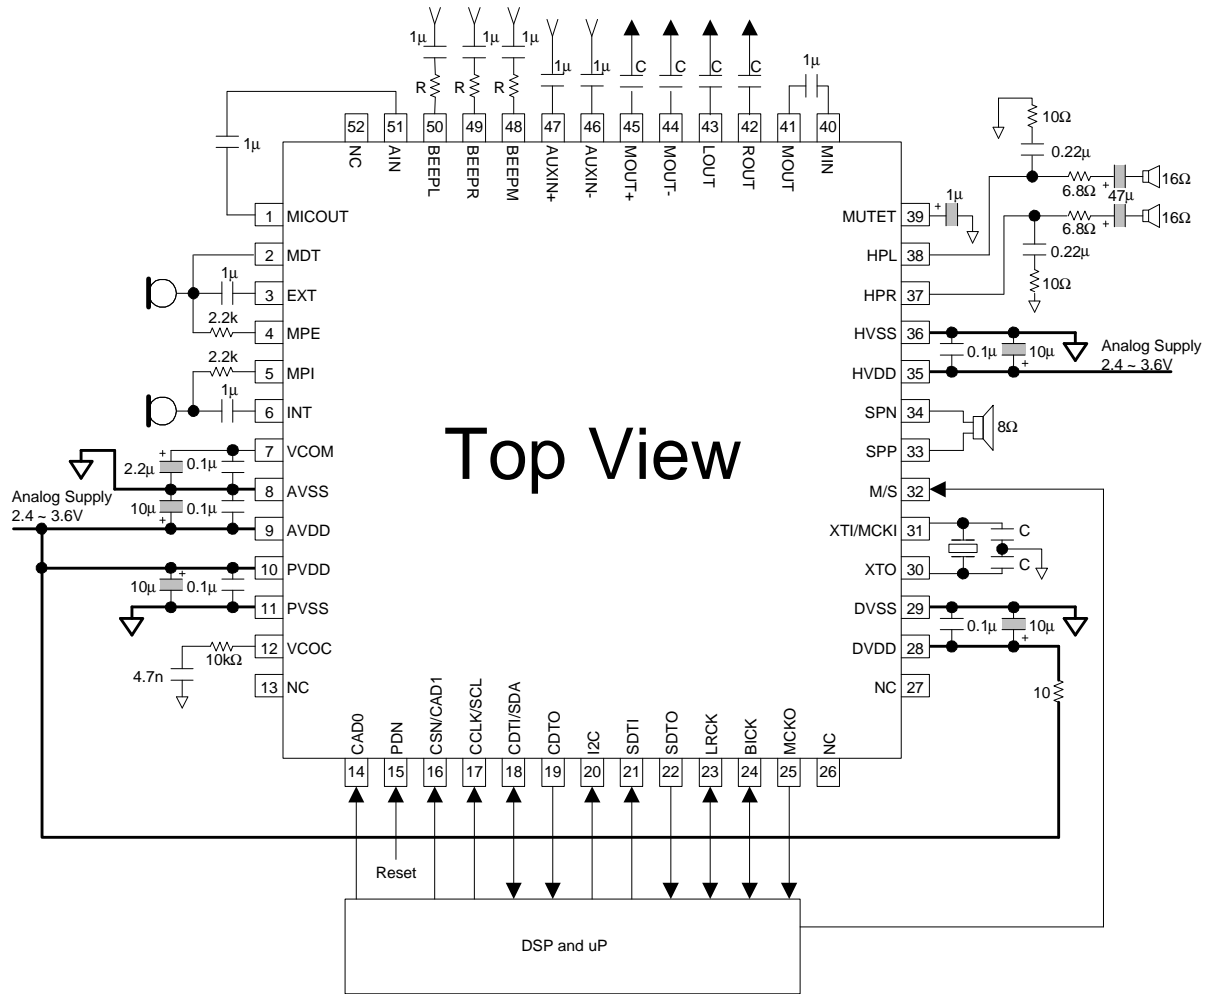 1µ 1µ 1µ 1µ 1µ C C C C 1µ
R R R
52 51 50 49 48 47 46 45 44 43 42 41 40
NC AIN BEEPL BEEPR BEEPM AUXIN+ AUXIN- MOUT+ MOUT- LOUT ROUT MOUT MIN
1µ
1 MICOUT
2 MDT
1µ
3 EXT
2.2k
4 MPE
2.2k
5 MPI
1µ
6 INT
7 VCOM
+ 2.2µ 0.1µ
8 AVSS
Analog Supply
2.4 ~ 3.6V
10µ + 0.1µ
9 AVDD
10 PVDD
10µ + 0.1µ
11 PVSS
12 VCOC
10kΩ
4.7n
13 NC
Top View
10Ω
0.22µ
6.8Ω + 47µ 16Ω
6.8Ω + 16Ω
0.22µ
10Ω
MUTET 39
+ 1µ
HPL 38
HPR 37
HVSS 36
0.1µ 10µ +
Analog Supply
2.4 ~ 3.6V
HVDD 35
SPN 34
8Ω
SPP 33
M/S 32
XTI/MCKI 31
C
C
XTO 30
DVSS 29
0.1µ 10µ +
DVDD 28
NC 27
10
CAD0 PDN CSN/CAD1 CCLK/SCL CDTI/SDA CDTO I2C SDTI SDTO LRCK BICK MCKO NC
14 15 16 17 18 19 20 21 22 23 24 25 26
Reset
DSP and uP